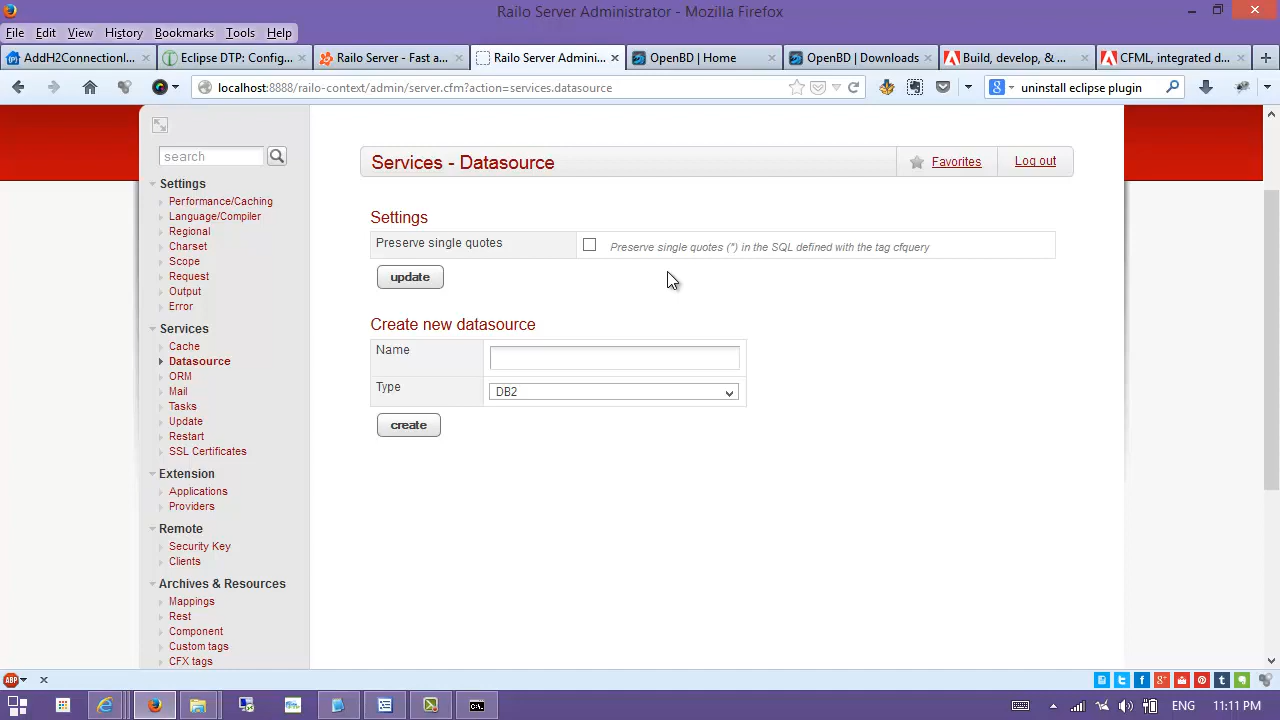 Railo Server Administrator - Mozilla Firefox
File Edit View History Bookmarks Tools Help
AddH2ConnectionI...
Eclipse DTP: Config...
Railo Server - Fast a...
Railo Server Admini...
OpenBD | Home
OpenBD | Downloads
Build, develop, & ...
CFML, integrated d...
localhost:8888/railo-context/admin/server.cfm?action=services.datasource
uninstall eclipse plugin
search
Services - Datasource
Favorites
Log out
Settings
Performance/Caching
Language/Compiler
Regional
Charset
Scope
Request
Output
Error
Services
Cache
Datasource
ORM
Mail
Tasks
Update
Restart
SSL Certificates
Extension
Applications
Providers
Remote
Security Key
Clients
Archives & Resources
Mappings
Rest
Component
Custom tags
CFX tags
Settings
Preserve single quotes
Preserve single quotes (*) in the SQL defined with the tag cfquery
update
Create new datasource
Name
Type
DB2
create
ABP
ENG
11:11 PM